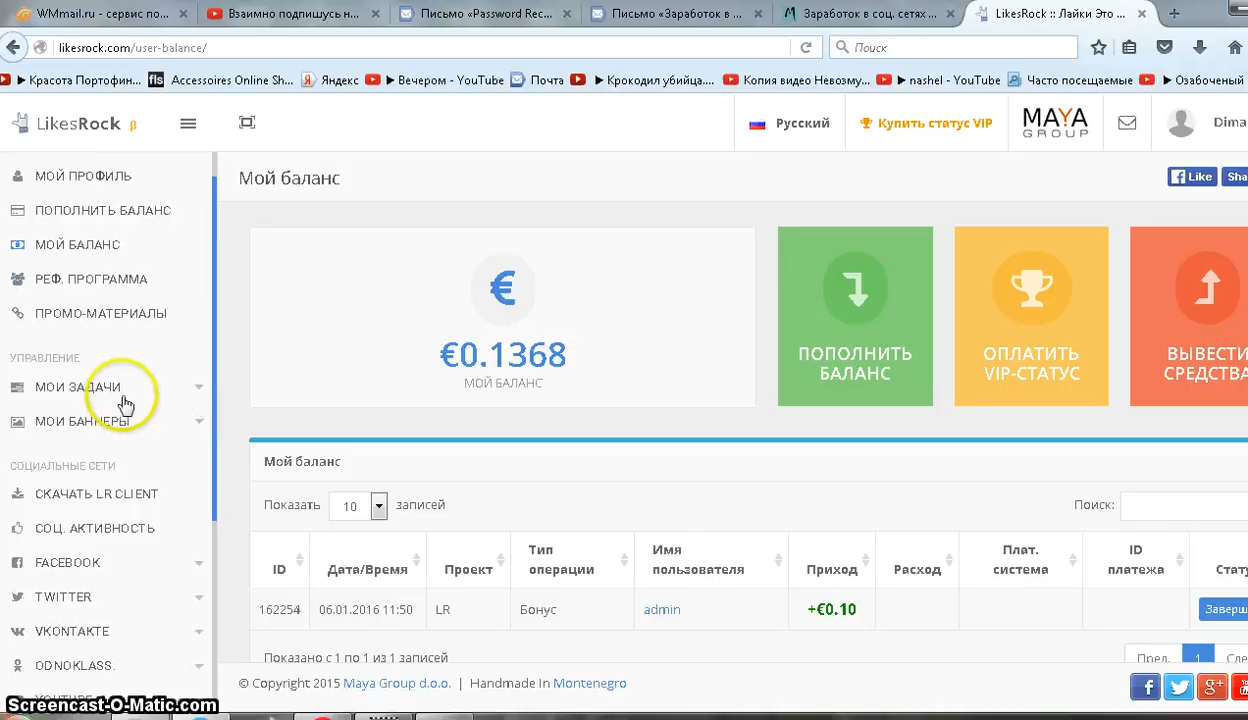 WMmail.ru - сервис по...
Взаимно подпишусь н...
Письмо «Password Rec...
Письмо «Заработок в ...
Заработок в соц. сетях ...
LikesRock :: Лайки Это ...
likesrock.com/user-balance/
Поиск
Красота Портофин...
fls Accessoires Online Sh...
Яндекс
Вечером - YouTube
Почта
Крокодил убийца....
Копия видео Невозму...
nashel - YouTube
Часто посещаемые
Озабоченый
LikesRock β
Русский
Купить статус VIP
MAYA GROUP
Dima
МОЙ ПРОФИЛЬ
ПОПОЛНИТЬ БАЛАНС
МОЙ БАЛАНС
РЕФ. ПРОГРАММА
ПРОМО-МАТЕРИАЛЫ
УПРАВЛЕНИЕ
МОИ ЗАДАЧИ
МОИ БАННЕРЫ
СОЦИАЛЬНЫЕ СЕТИ
СКАЧАТЬ LR CLIENT
СОЦ. АКТИВНОСТЬ
FACEBOOK
TWITTER
VKONTAKTE
ODNOKLASS.
Мой баланс
Like
Sha
€
€0.1368
МОЙ БАЛАНС
ПОПОЛНИТЬ
БАЛАНС
ОПЛАТИТЬ
VIP-СТАТУС
ВЫВЕСТИ
СРЕДСТВА
Мой баланс
Показать 10 записей
Поиск:
ID Дата/Время Проект Тип операции Имя пользователя Приход Расход Плат. система ID платежа Стату
162254 06.01.2016 11:50 LR Бонус admin +€0.10 Заверш
Показано с 1 по 1 из 1 записей
Пред. 1 Сле
© Copyright 2015 Maya Group d.o.o. | Handmade In Montenegro
Screencast-O-Matic.com